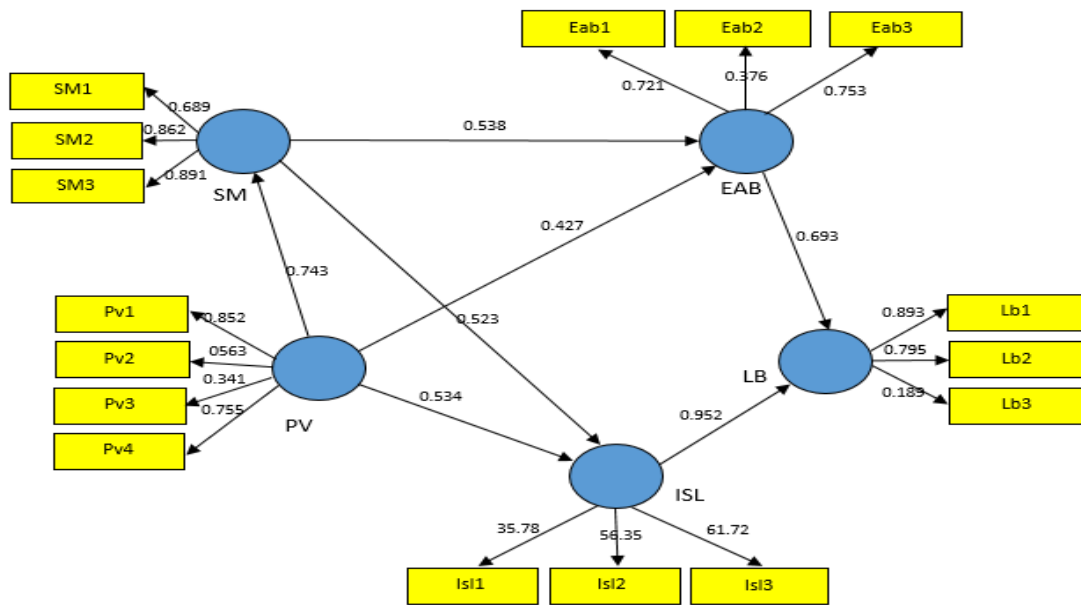 Eab1
Eab2
Eab3
0.721
0.376
0.753
SM1
SM2
SM3
0.689
0.862
0.891
SM
0.538
EAB
0.427
0.693
0.743
0.523
Pv1
Pv2
Pv3
Pv4
0.852
0563
0.341
0.755
PV
0.534
0.893
0.795
0.189
Lb1
Lb2
Lb3
LB
0.952
ISL
35.78
56.35
61.72
Isl1
Isl2
Isl3